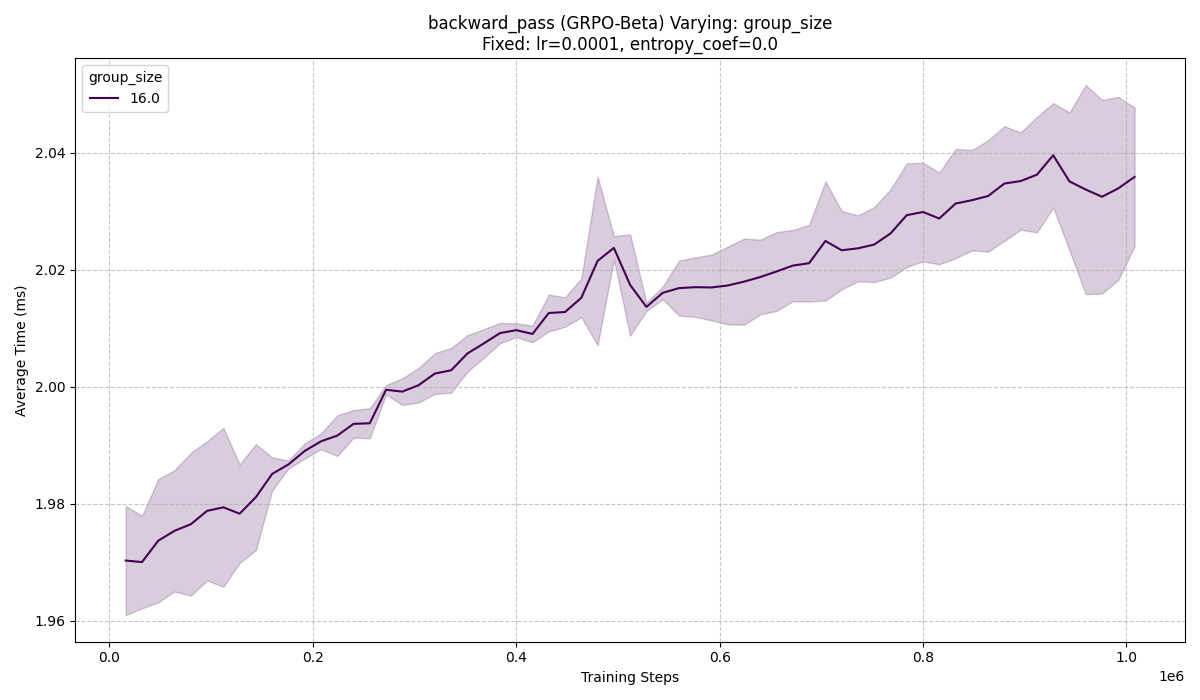 backward_pass (GRPO-Beta) Varying: group_size
Fixed: lr=0.0001, entropy_coef=0.0
group_size
16.0
Average Time (ms)
2.04
2.02
2.00
1.98
1.96
0.0 0.2 0.4 0.6 0.8 1.0
1e6
Training Steps